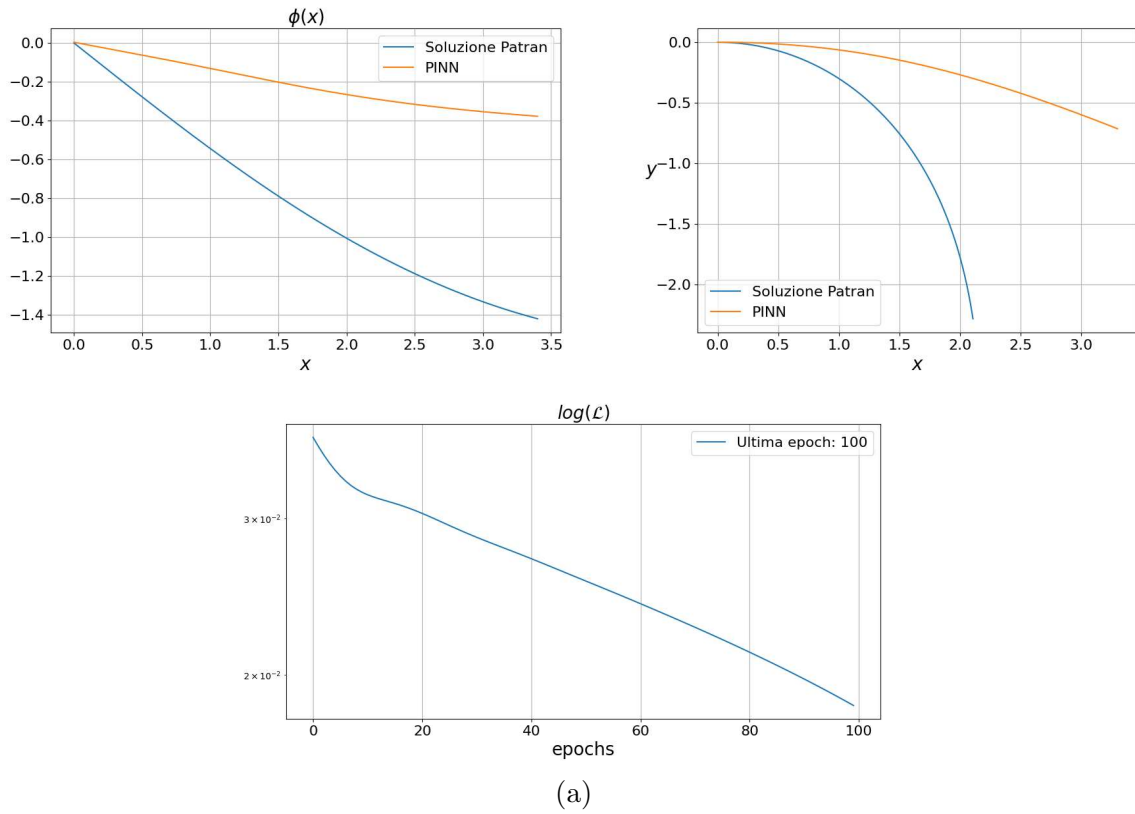 ϕ(x)
0.0
−0.2
−0.4
−0.6
−0.8
−1.0
−1.2
−1.4
Soluzione Patran
PINN
0.0 0.5 1.0 1.5 2.0 2.5 3.0 3.5
x
0.0
−0.5
−1.0
−1.5
−2.0
y
Soluzione Patran
PINN
0.0 0.5 1.0 1.5 2.0 2.5 3.0
x
log(ℒ)
Ultima epoch: 100
3 × 10⁻²
2 × 10⁻²
0 20 40 60 80 100
epochs
(a)